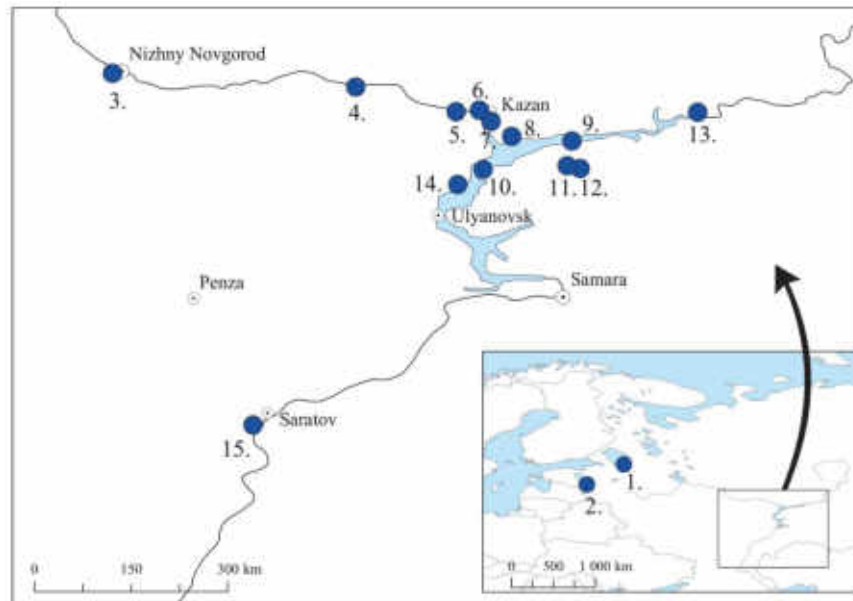 Nizhny Novgorod
3.
4.
5.
6.
Kazan
7.
8.
9.
13.
14.
10.
11.
12.
Ulyanovsk
Penza
Samara
Saratov
15.
1.
2.
0 150 300 km
0 500 1 000 km